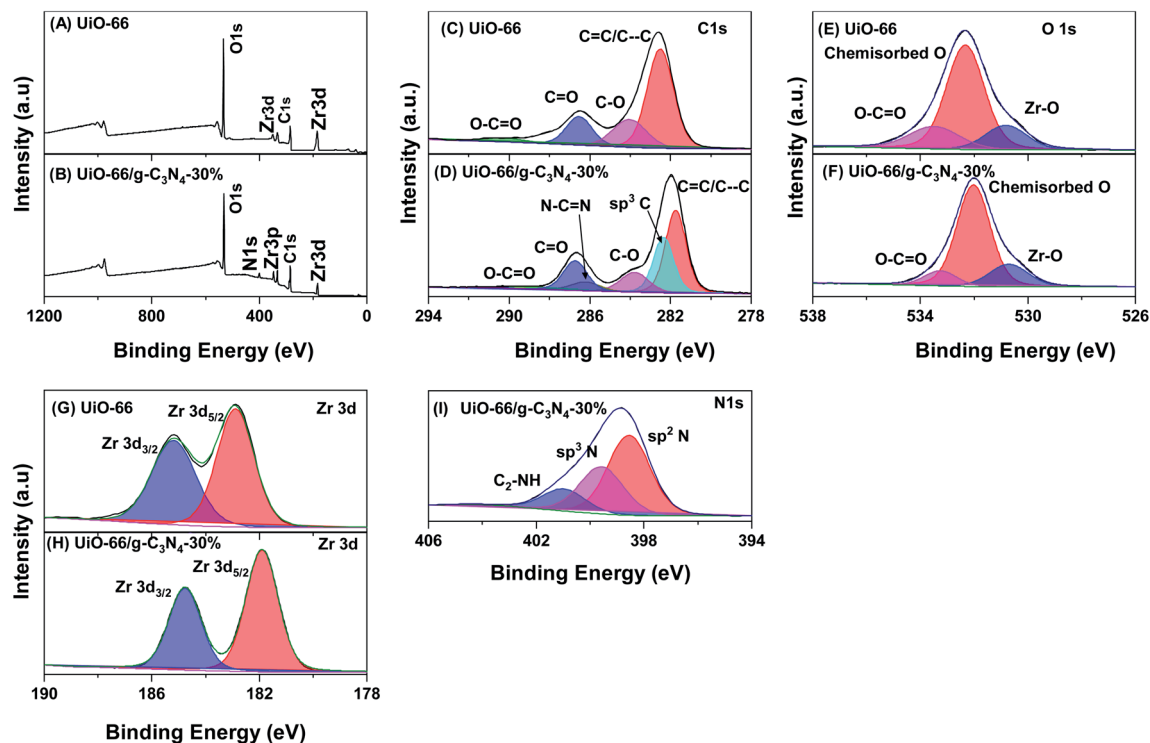 (A) UiO-66
O1s
Zr3d
C1s
Zr3d
(B) UiO-66/g-C₃N₄-30%
O1s
N1s
Zr3p
C1s
Zr3d
Intensity (a.u)
1200 800 400 0
Binding Energy (eV)
(C) UiO-66 C1s
C=C/C--C
C=O
C-O
O-C=O
(D) UiO-66/g-C₃N₄-30%
C=C/C--C
N-C=N
sp³ C
C=O
C-O
O-C=O
Intensity (a.u.)
294 290 286 282 278
Binding Energy (eV)
(E) UiO-66 O 1s
Chemisorbed O
O-C=O
Zr-O
(F) UiO-66/g-C₃N₄-30%
Chemisorbed O
O-C=O
Zr-O
Intensity (a.u)
538 534 530 526
Binding Energy (eV)
(G) UiO-66 Zr 3d
Zr 3d₅/₂
Zr 3d₃/₂
(H) UiO-66/g-C₃N₄-30% Zr 3d
Zr 3d₅/₂
Zr 3d₃/₂
Intensity (a.u)
190 186 182 178
Binding Energy (eV)
(I) UiO-66/g-C₃N₄-30% N1s
sp² N
sp³ N
C₂-NH
Intensity (a.u)
406 402 398 394
Binding Energy (eV)